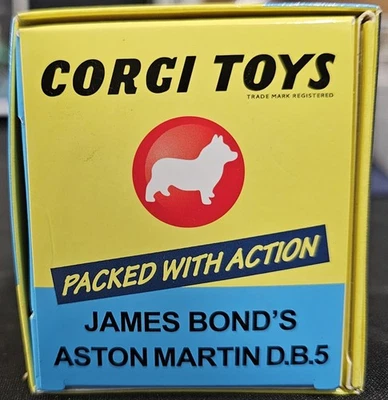 CORGI TOYS
TRADE MARK REGISTERED
PACKED WITH ACTION
JAMES BOND'S
ASTON MARTIN D.B.5